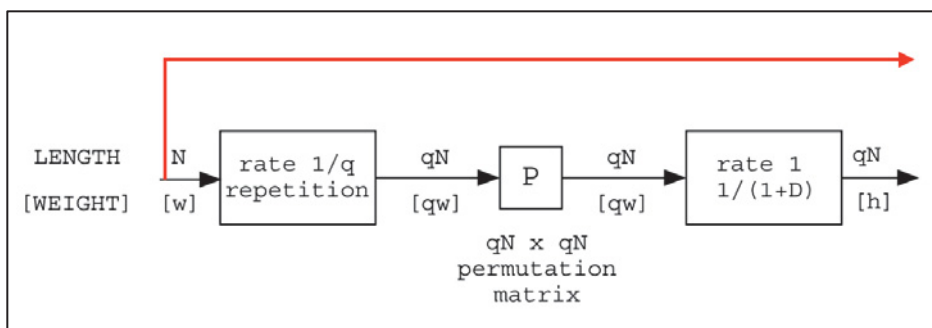 LENGTH
[WEIGHT]
N
[w]
rate 1/q
repetition
qN
[qw]
P
qN x qN
permutation
matrix
qN
[qw]
rate 1
1/(1+D)
qN
[h]